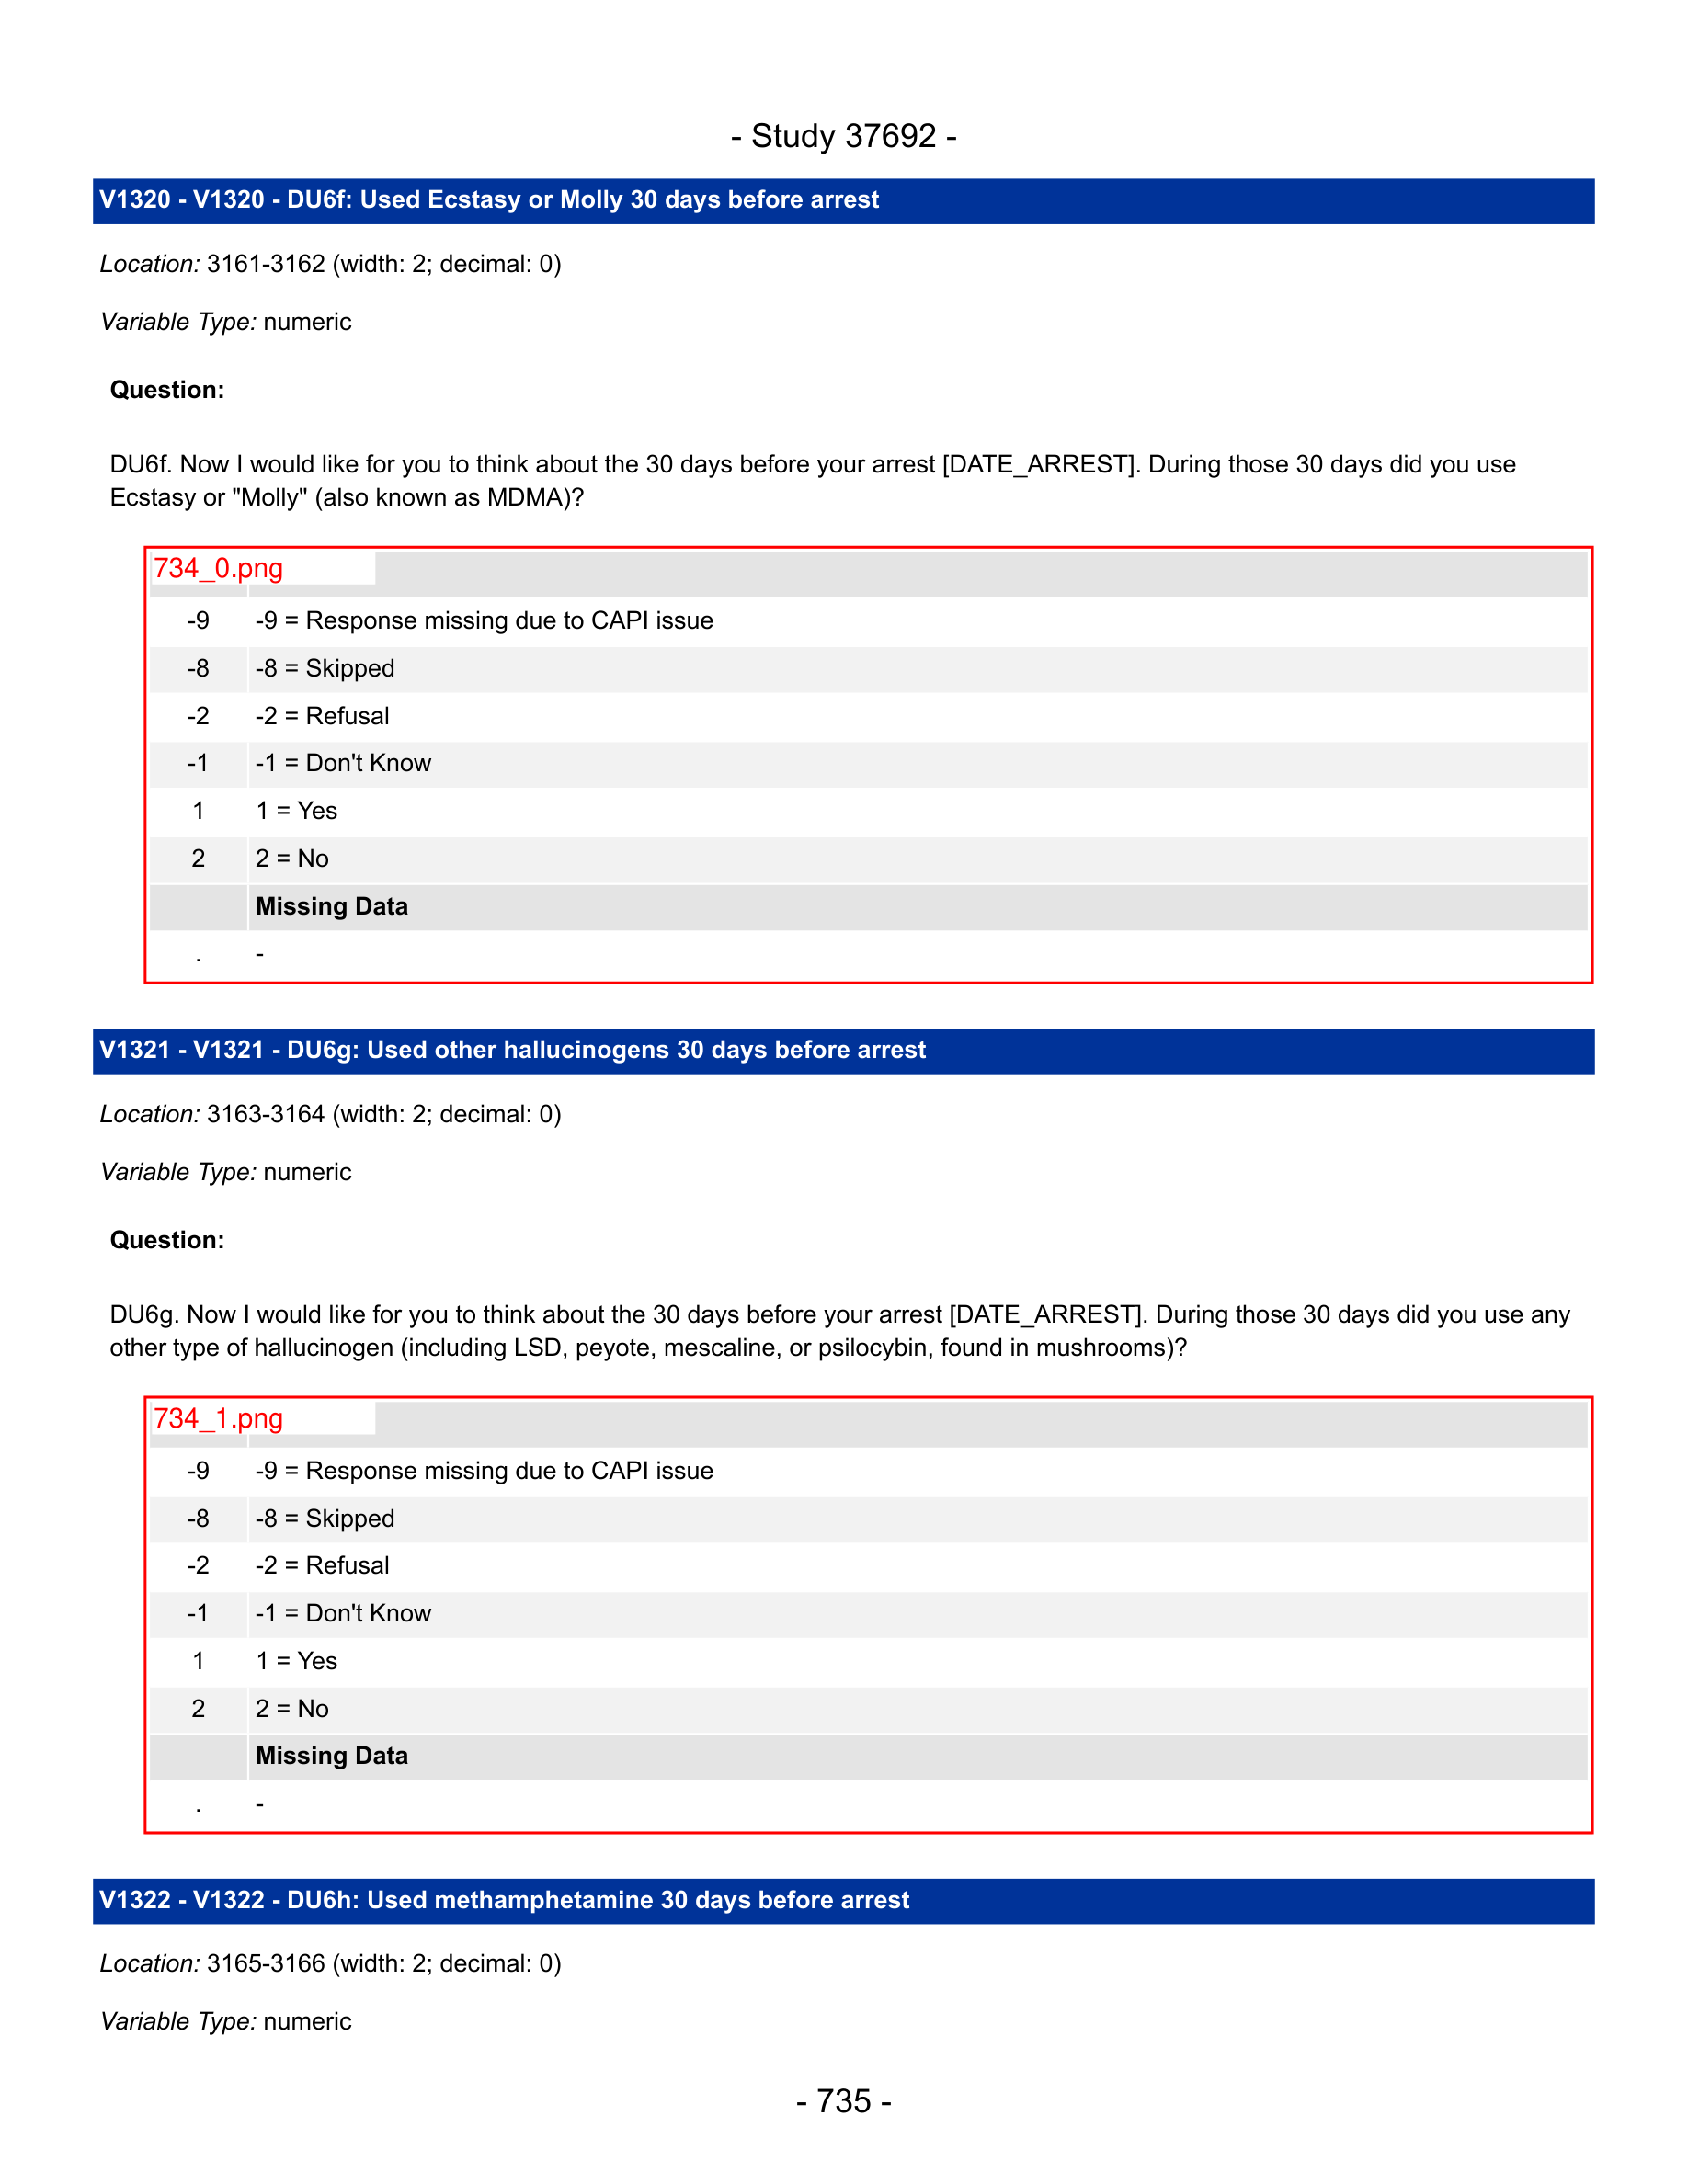 - Study 37692 -
V1320 - V1320 - DU6f: Used Ecstasy or Molly 30 days before arrest
Location: 3161-3162 (width: 2; decimal: 0)
Variable Type: numeric
Question:
DU6f. Now I would like for you to think about the 30 days before your arrest [DATE_ARREST]. During those 30 days did you use
Ecstasy or "Molly" (also known as MDMA)?
734_0.png
-9 -9 = Response missing due to CAPI issue
-8 -8 = Skipped
-2 -2 = Refusal
-1 -1 = Don't Know
1 1 = Yes
2 2 = No
Missing Data
. -
V1321 - V1321 - DU6g: Used other hallucinogens 30 days before arrest
Location: 3163-3164 (width: 2; decimal: 0)
Variable Type: numeric
Question:
DU6g. Now I would like for you to think about the 30 days before your arrest [DATE_ARREST]. During those 30 days did you use any
other type of hallucinogen (including LSD, peyote, mescaline, or psilocybin, found in mushrooms)?
734_1.png
-9 -9 = Response missing due to CAPI issue
-8 -8 = Skipped
-2 -2 = Refusal
-1 -1 = Don't Know
1 1 = Yes
2 2 = No
Missing Data
. -
V1322 - V1322 - DU6h: Used methamphetamine 30 days before arrest
Location: 3165-3166 (width: 2; decimal: 0)
Variable Type: numeric
- 735 -